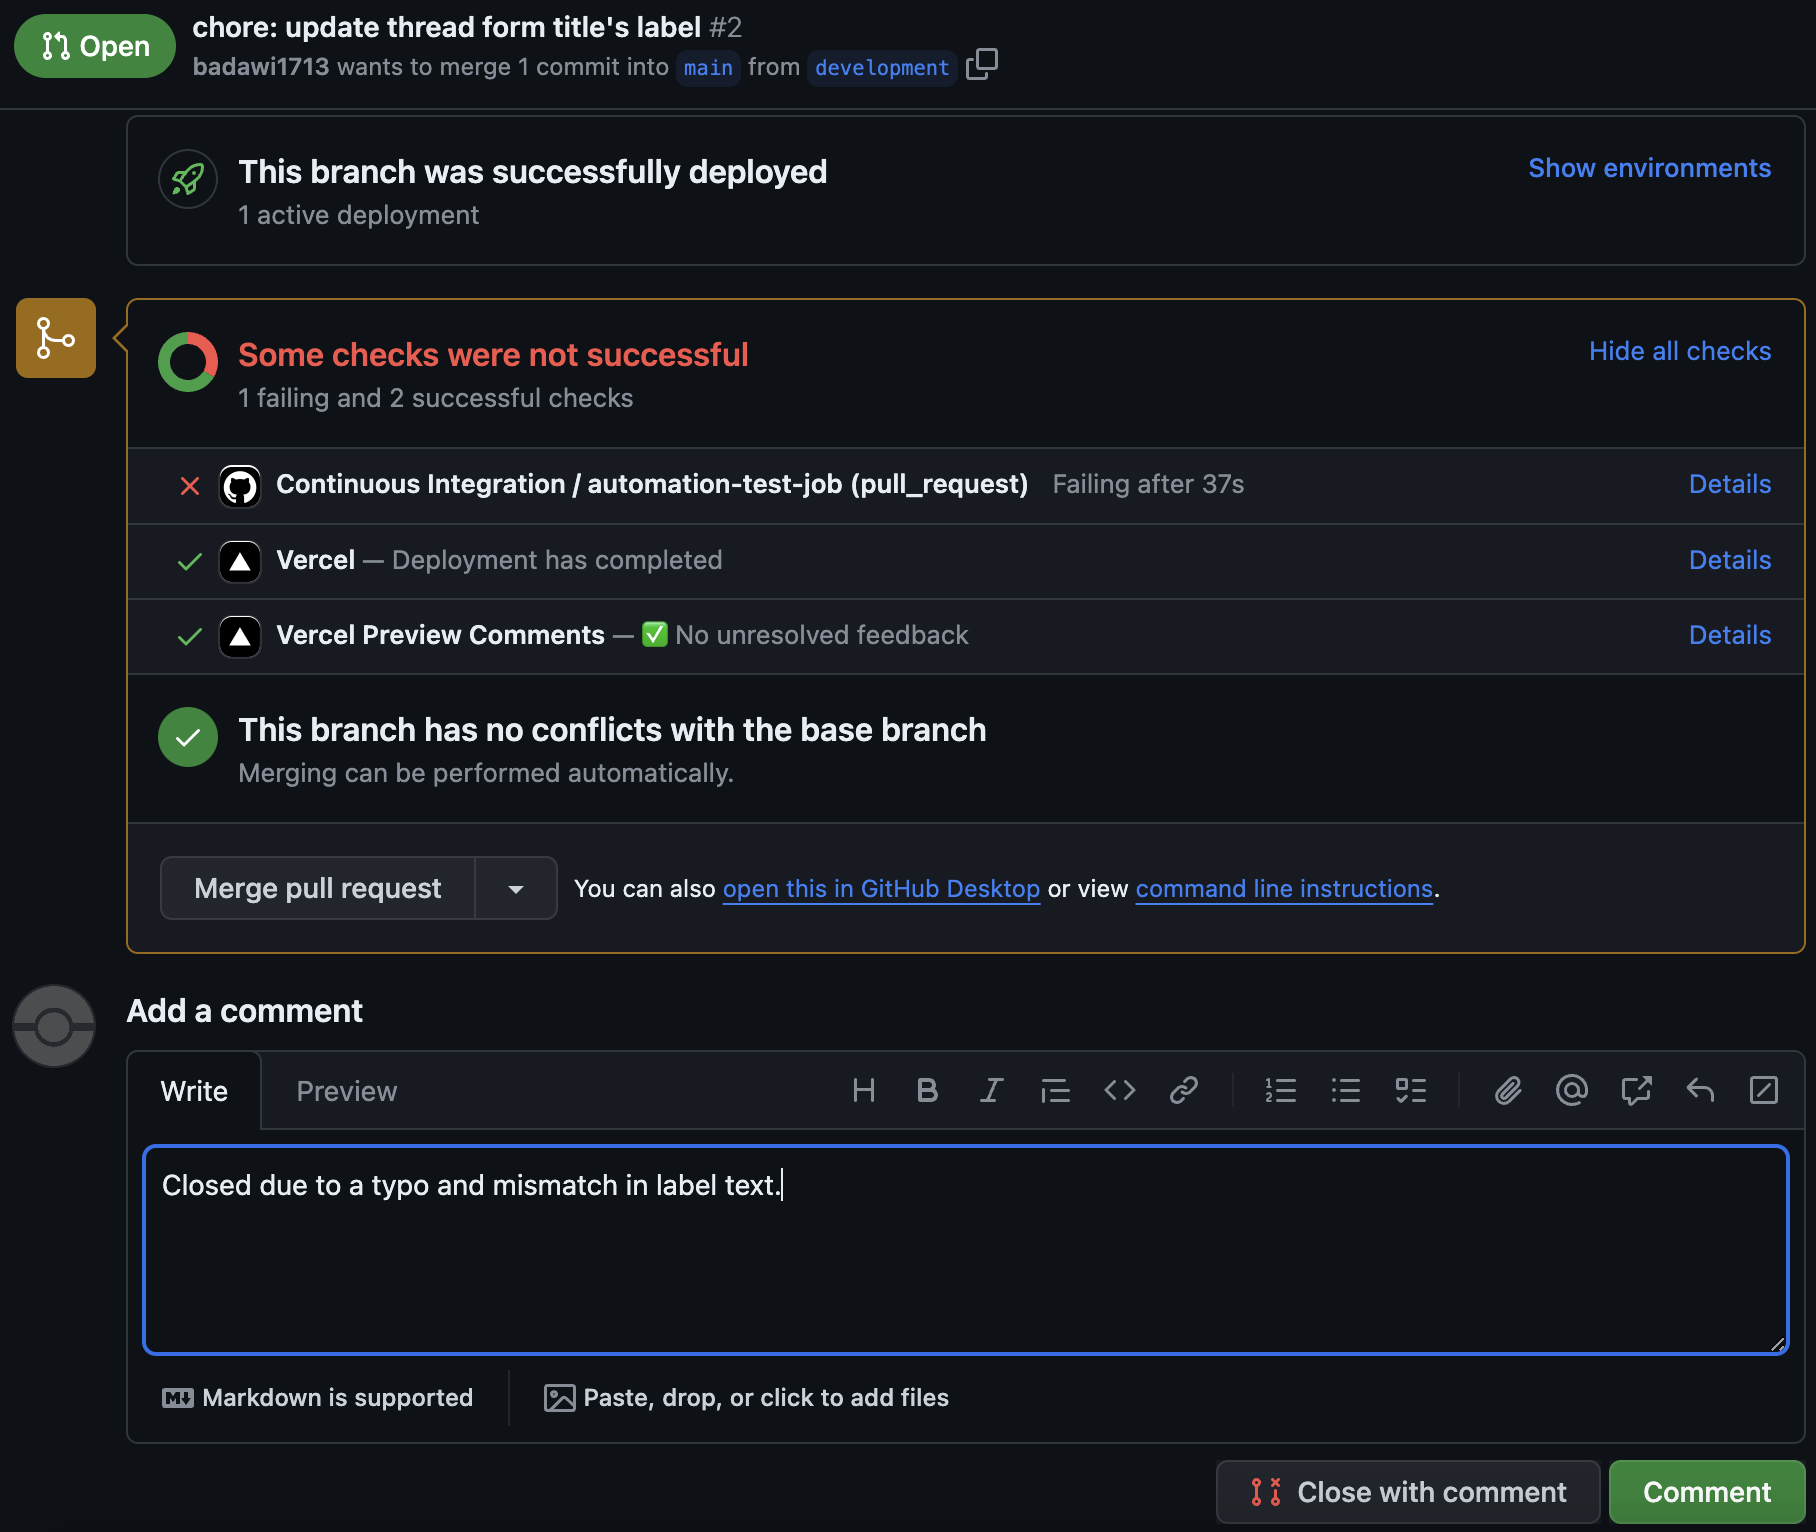 Open
chore: update thread form title's label #2
badawi1713 wants to merge 1 commit into main from development
This branch was successfully deployed
Show environments
1 active deployment
Some checks were not successful
Hide all checks
1 failing and 2 successful checks
Continuous Integration / automation-test-job (pull_request) Failing after 37s
Details
Vercel — Deployment has completed
Details
Vercel Preview Comments — ✅ No unresolved feedback
Details
This branch has no conflicts with the base branch
Merging can be performed automatically.
Merge pull request
You can also open this in GitHub Desktop or view command line instructions.
Add a comment
Write
Preview
Closed due to a typo and mismatch in label text.
Markdown is supported
Paste, drop, or click to add files
Close with comment
Comment